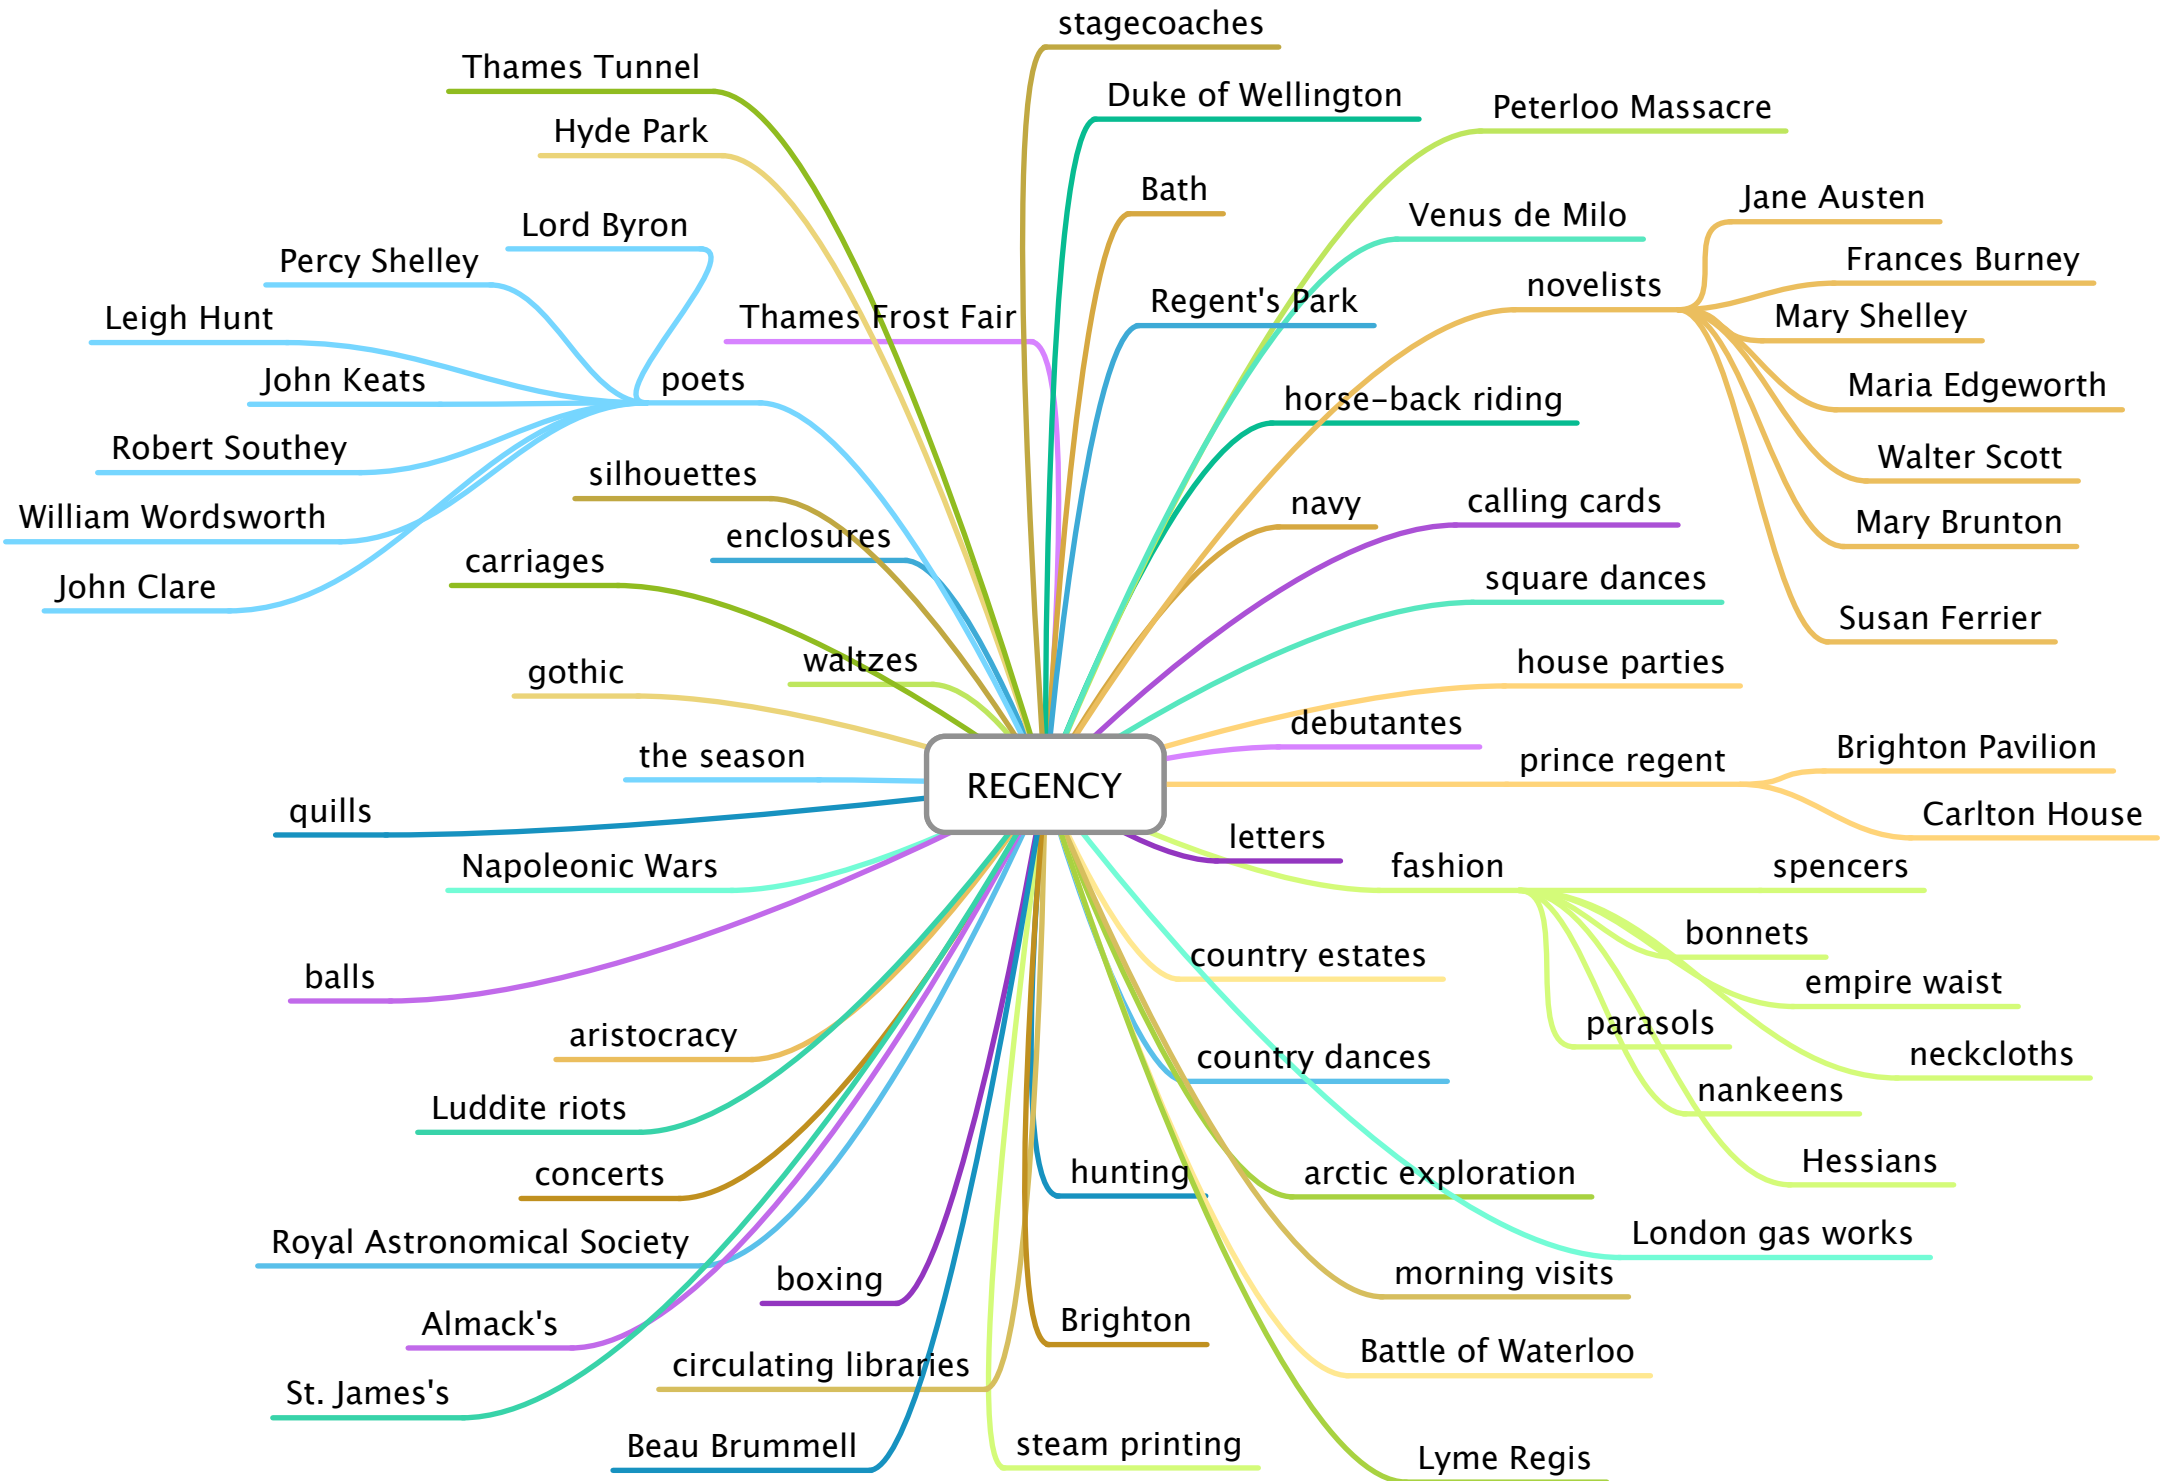 stagecoaches
Thames Tunnel
Duke of Wellington
Peterloo Massacre
Hyde Park
Bath
Jane Austen
Venus de Milo
Lord Byron
Percy Shelley
Frances Burney
novelists
Regent's Park
Thames Frost Fair
Leigh Hunt
Mary Shelley
John Keats
poets
Maria Edgeworth
horse-back riding
Robert Southey
Walter Scott
silhouettes
calling cards
navy
William Wordsworth
Mary Brunton
enclosures
carriages
square dances
John Clare
Susan Ferrier
waltzes
house parties
gothic
debutantes
Brighton Pavilion
the season
prince regent
REGENCY
quills
Carlton House
letters
Napoleonic Wars
fashion
spencers
bonnets
country estates
balls
empire waist
parasols
aristocracy
neckcloths
country dances
nankeens
Luddite riots
Hessians
concerts
hunting
arctic exploration
London gas works
Royal Astronomical Society
morning visits
boxing
Brighton
Almack's
Battle of Waterloo
circulating libraries
St. James's
Beau Brummell
steam printing
Lyme Regis